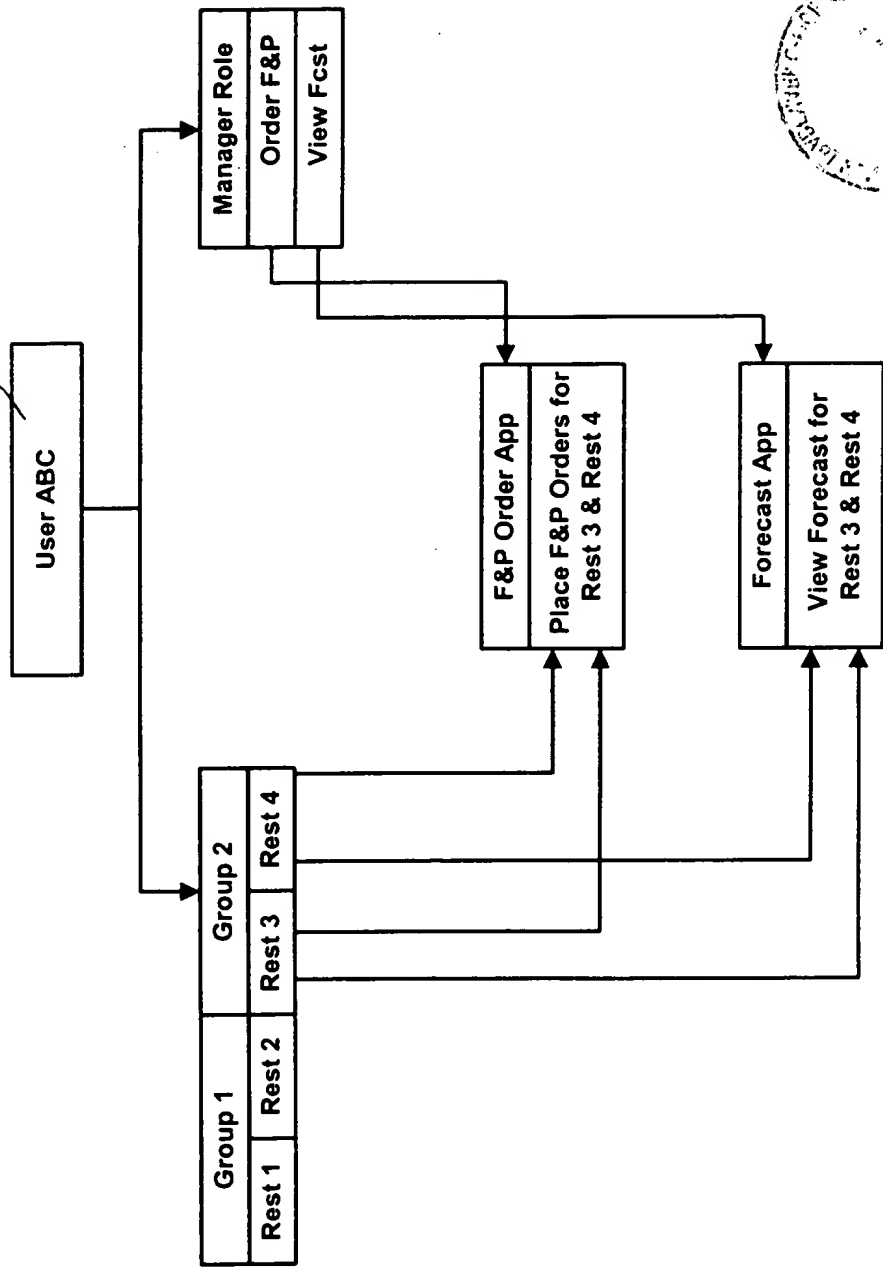 User ABC
Group 1
Group 2
Rest 1
Rest 2
Rest 3
Rest 4
Manager Role
Order F&P
View Fcst
F&P Order App
Place F&P Orders for
Rest 3 & Rest 4
Forecast App
View Forecast for
Rest 3 & Rest 4